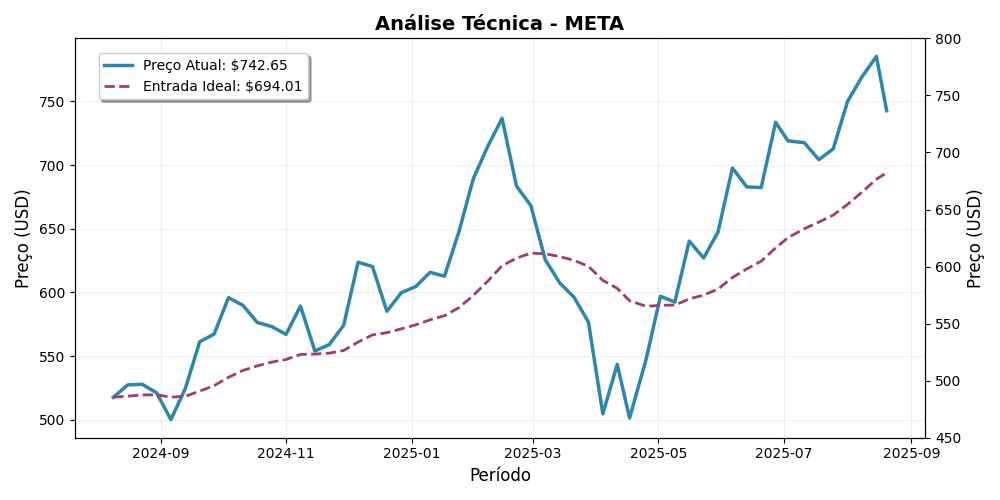 Análise Técnica - META
Preço Atual: $742.65
Entrada Ideal: $694.01
Preço (USD)
750
700
650
600
550
500
800
750
700
650
600
550
500
450
Preço (USD)
2024-09 2024-11 2025-01 2025-03 2025-05 2025-07 2025-09
Período